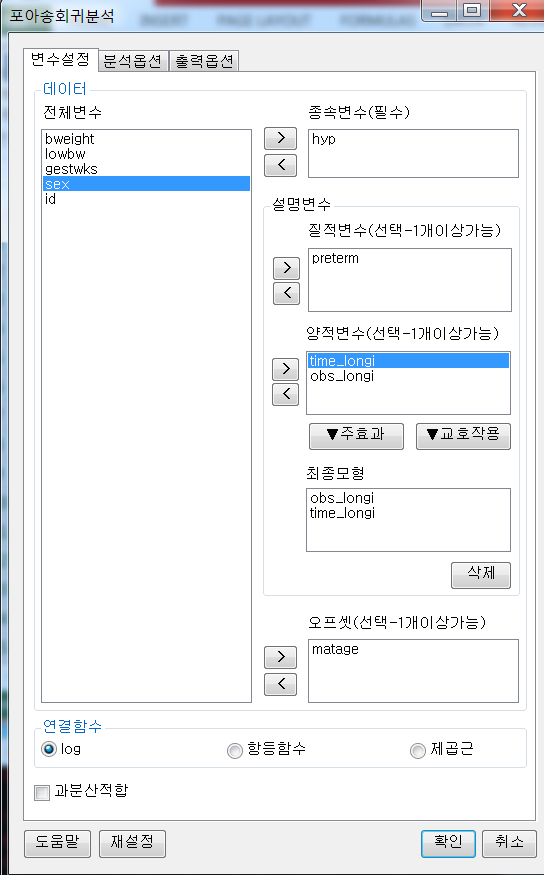 INSERT PAGE LAYOUT FORMULAS
포아송회귀분석
변수설정 분석옵션 출력옵션
데이터
전체변수
bweight
lowbw
gestwks
sex
id
종속변수(필수)
>
<
hyp
설명변수
질적변수(선택-1개이상가능)
>
<
preterm
양적변수(선택-1개이상가능)
>
<
time_longi
obs_longi
▼주효과 ▼교호작용
최종모형
obs_longi
time_longi
삭제
오프셋(선택-1개이상가능)
>
<
matage
연결함수
log 항등함수 제곱근
과분산적합
도움말 재설정 확인 취소